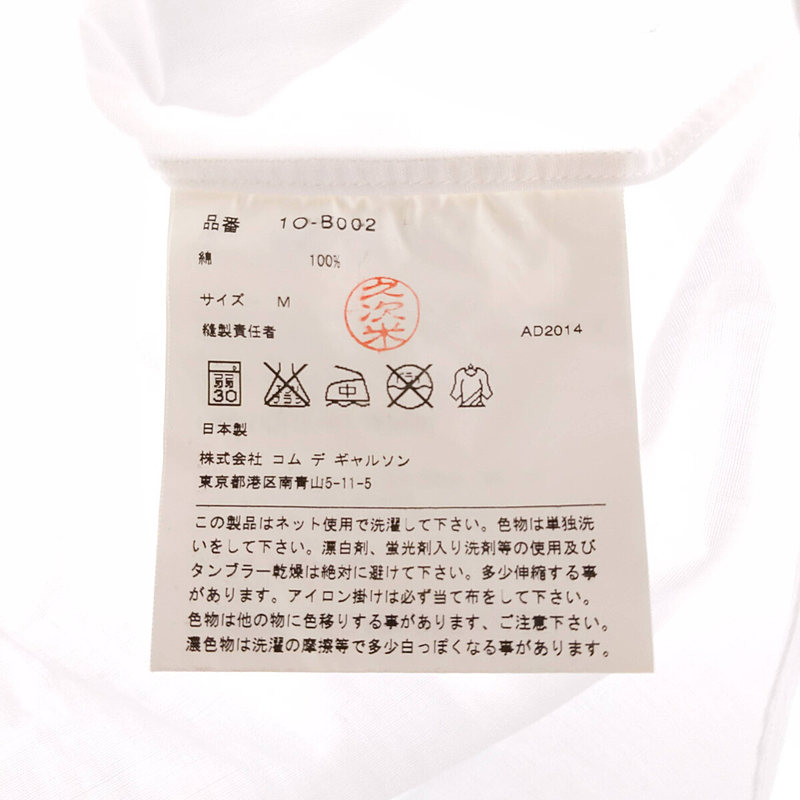 品番 10-B002
綿 100%
サイズ M
久次米
縫製責任者 AD2014
弱 30 中
日本製
株式会社 コム デ ギャルソン
東京都港区南青山5-11-5
この製品はネット使用で洗濯して下さい。色物は単独洗
いをして下さい。漂白剤、蛍光剤入り洗剤等の使用及び
タンブラー乾燥は絶対に避けて下さい。多少伸縮する事
があります。アイロン掛けは必ず当て布をして下さい。
色物は他の物に色移りする事があります、ご注意下さい。
濃色物は洗濯の摩擦等で多少白っぽくなる事があります。